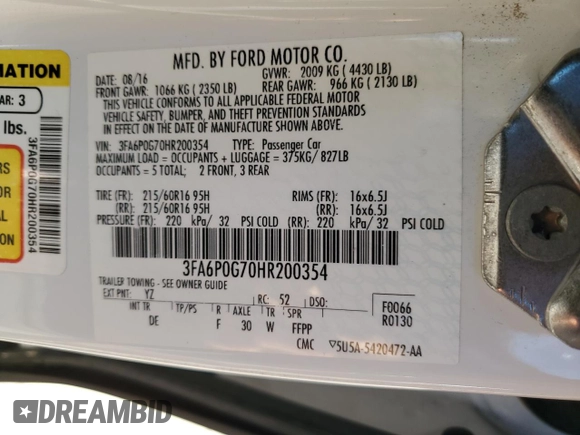 MFD. BY FORD MOTOR CO.
DATE: 08/16 GVWR: 2009 KG ( 4430 LB)
FRONT GAWR: 1066 KG ( 2350 LB) REAR GAWR: 966 KG ( 2130 LB)
THIS VEHICLE CONFORMS TO ALL APPLICABLE FEDERAL MOTOR
VEHICLE SAFETY, BUMPER, AND THEFT PREVENTION STANDARDS IN
EFFECT ON THE DATE OF MANUFACTURE SHOWN ABOVE.
VIN: 3FA6P0G70HR200354 TYPE: Passenger Car
MAXIMUM LOAD = OCCUPANTS + LUGGAGE = 375KG/ 827LB
OCCUPANTS = 5 TOTAL; 2 FRONT, 3 REAR
TIRE (FR): 215/60R16 95H RIMS (FR): 16x6.5J
(RR): 215/60R16 95H (RR): 16x6.5J
PRESSURE (FR): 220 kPa/ 32 PSI COLD (RR): 220 kPa/ 32 PSI COLD
3FA6P0G70HR200354
TRAILER TOWING - SEE OWNER GUIDE
EXT PNT: YZ RC: 52 DSO:
INT TR TP/PS R AXLE TR SPR
DE F 30 W FFPP
F0066
R0130
CMC 5U5A-5420472-AA
MATION
AR: 3
lbs.
3FA6P0G70HR200354
DREAMBID